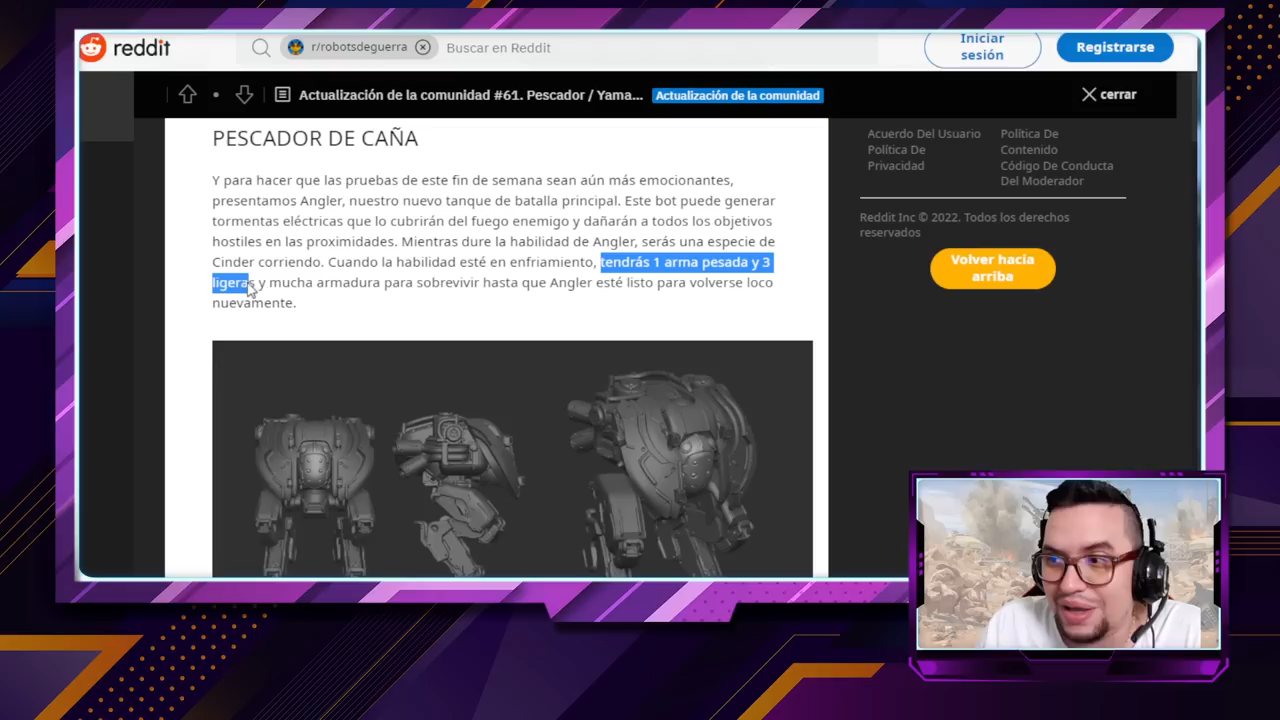 reddit
r/robotsdeguerra
Buscar en Reddit
Iniciar
sesión
Registrarse
Actualización de la comunidad #61. Pescador / Yama...
Actualización de la comunidad
cerrar
PESCADOR DE CAÑA
Y para hacer que las pruebas de este fin de semana sean aún más emocionantes,
presentamos Angler, nuestro nuevo tanque de batalla principal. Este bot puede generar
tormentas eléctricas que lo cubrirán del fuego enemigo y dañarán a todos los objetivos
hostiles en las proximidades. Mientras dure la habilidad de Angler, serás una especie de
Cinder corriendo. Cuando la habilidad esté en enfriamiento, tendrás 1 arma pesada y 3
ligeras y mucha armadura para sobrevivir hasta que Angler esté listo para volverse loco
nuevamente.
Acuerdo Del Usuario
Política De
Privacidad
Política De
Contenido
Código De Conducta
Del Moderador
Reddit Inc © 2022. Todos los derechos
reservados
Volver hacia
arriba